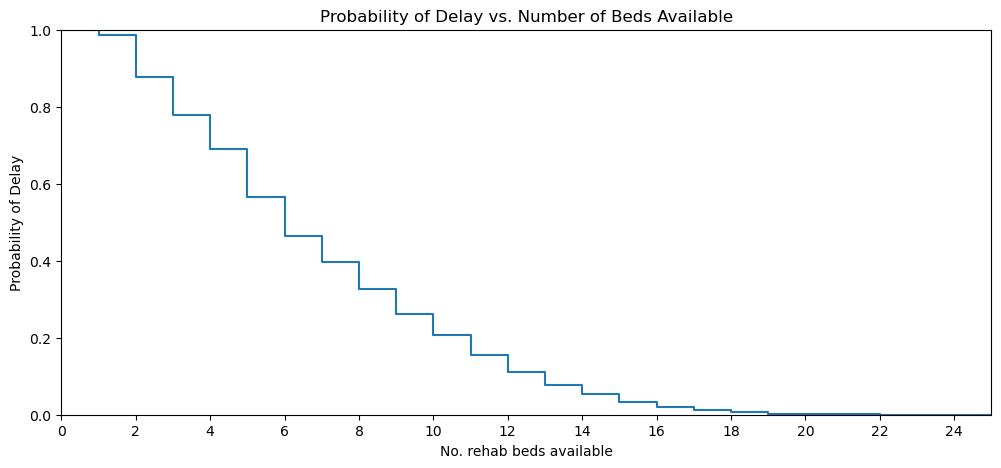 Probability of Delay vs. Number of Beds Available
1.0
0.8
0.6
0.4
0.2
0.0
Probability of Delay
0 2 4 6 8 10 12 14 16 18 20 22 24
No. rehab beds available